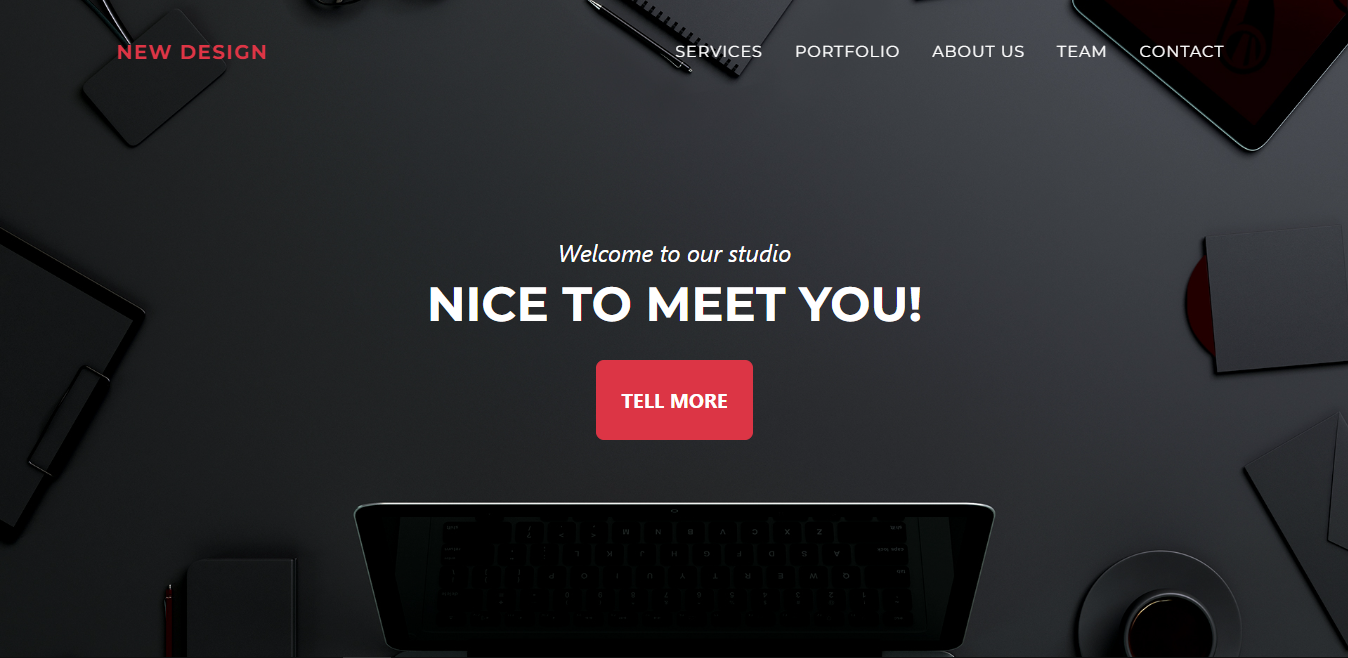 NEW DESIGN
SERVICES PORTFOLIO ABOUT US TEAM CONTACT
Welcome to our studio
NICE TO MEET YOU!
TELL MORE